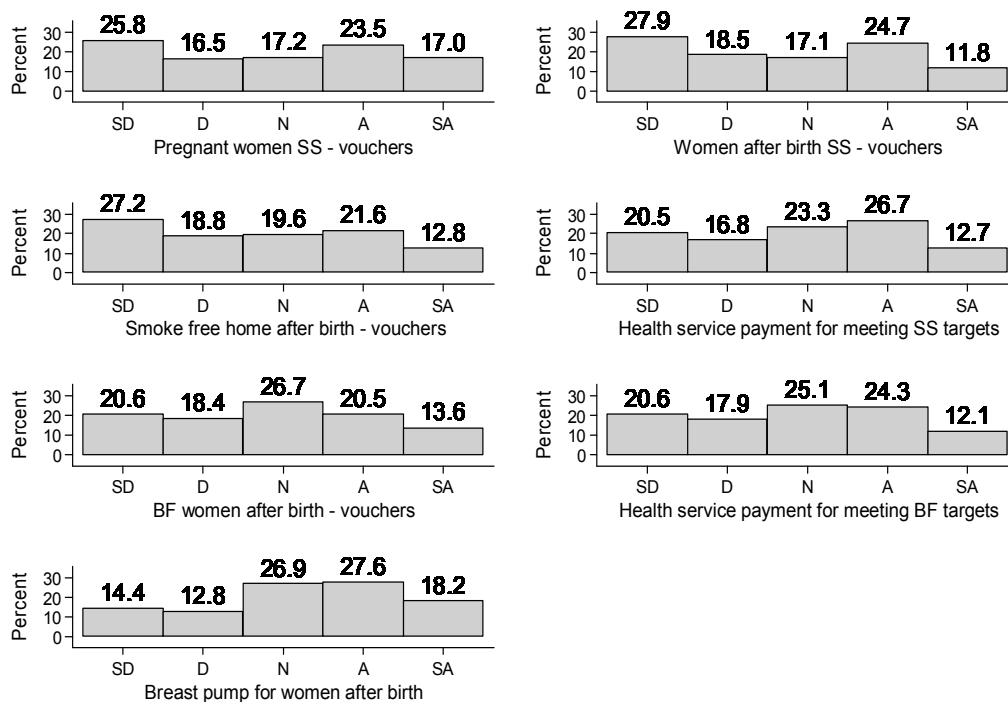 Percent
30
20
10
0
25.8 16.5 17.2 23.5 17.0
SD D N A SA
Pregnant women SS - vouchers
Percent
30
20
10
0
27.9 18.5 17.1 24.7 11.8
SD D N A SA
Women after birth SS - vouchers
Percent
30
20
10
0
27.2 18.8 19.6 21.6 12.8
SD D N A SA
Smoke free home after birth - vouchers
Percent
30
20
10
0
20.5 16.8 23.3 26.7 12.7
SD D N A SA
Health service payment for meeting SS targets
Percent
30
20
10
0
20.6 18.4 26.7 20.5 13.6
SD D N A SA
BF women after birth - vouchers
Percent
30
20
10
0
20.6 17.9 25.1 24.3 12.1
SD D N A SA
Health service payment for meeting BF targets
Percent
30
20
10
0
14.4 12.8 26.9 27.6 18.2
SD D N A SA
Breast pump for women after birth